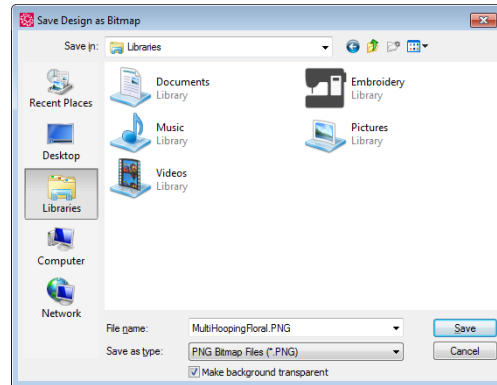 Save Design as Bitmap
Save in:
Libraries
Recent Places
Desktop
Libraries
Computer
Network
Documents
Library
Embroidery
Library
Music
Library
Pictures
Library
Videos
Library
File name:
MultiHoopingFloral.PNG
Save
Save as type:
PNG Bitmap Files (*.PNG)
Cancel
Make background transparent